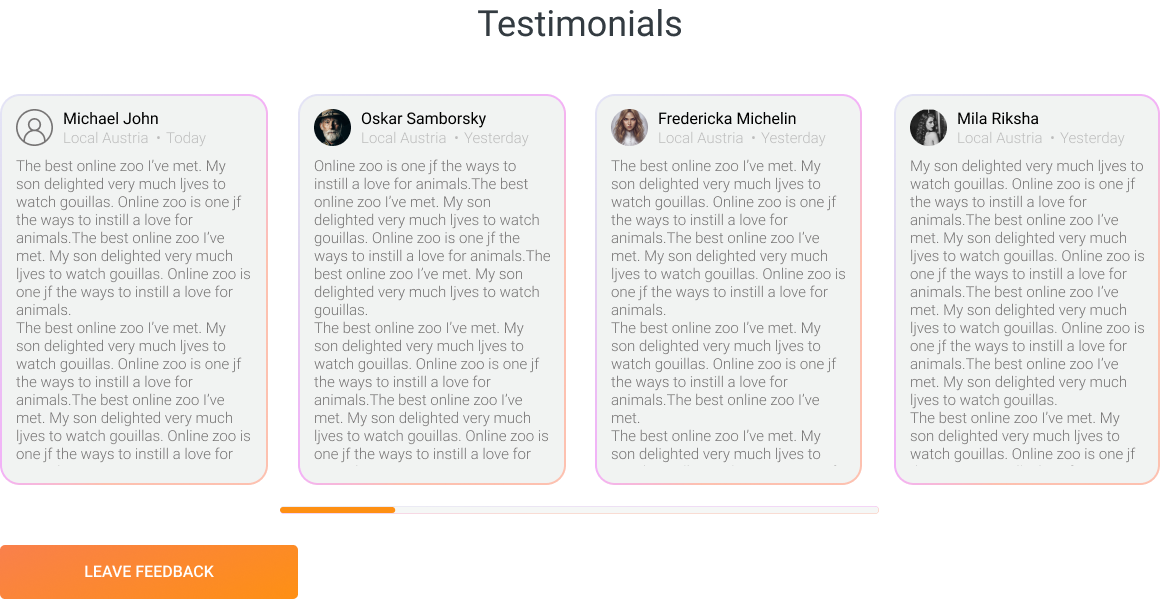 Testimonials
Michael John
Local Austria • Today
The best online zoo I've met. My
son delighted very much ljves to
watch gouillas. Online zoo is one jf
the ways to instill a love for
animals.The best online zoo I've
met. My son delighted very much
ljves to watch gouillas. Online zoo is
one jf the ways to instill a love for
animals.
The best online zoo I've met. My
son delighted very much ljves to
watch gouillas. Online zoo is one jf
the ways to instill a love for
animals.The best online zoo I've
met. My son delighted very much
ljves to watch gouillas. Online zoo is
one jf the ways to instill a love for
Oskar Samborsky
Local Austria • Yesterday
Online zoo is one jf the ways to
instill a love for animals.The best
online zoo I've met. My son
delighted very much ljves to watch
gouillas. Online zoo is one jf the
ways to instill a love for animals.The
best online zoo I've met. My son
delighted very much ljves to watch
gouillas.
The best online zoo I've met. My
son delighted very much ljves to
watch gouillas. Online zoo is one jf
the ways to instill a love for
animals.The best online zoo I've
met. My son delighted very much
ljves to watch gouillas. Online zoo is
one jf the ways to instill a love for
Fredericka Michelin
Local Austria • Yesterday
The best online zoo I've met. My
son delighted very much ljves to
watch gouillas. Online zoo is one jf
the ways to instill a love for
animals.The best online zoo I've
met. My son delighted very much
ljves to watch gouillas. Online zoo is
one jf the ways to instill a love for
animals.
The best online zoo I've met. My
son delighted very much ljves to
watch gouillas. Online zoo is one jf
the ways to instill a love for
animals.The best online zoo I've
met.
The best online zoo I've met. My
son delighted very much ljves to
Mila Riksha
Local Austria • Yesterday
My son delighted very much ljves to
watch gouillas. Online zoo is one jf
the ways to instill a love for
animals.The best online zoo I've
met. My son delighted very much
ljves to watch gouillas. Online zoo is
one jf the ways to instill a love for
animals.The best online zoo I've
met. My son delighted very much
ljves to watch gouillas. Online zoo is
one jf the ways to instill a love for
animals.The best online zoo I've
met. My son delighted very much
ljves to watch gouillas.
The best online zoo I've met. My
son delighted very much ljves to
watch gouillas. Online zoo is one jf
LEAVE FEEDBACK